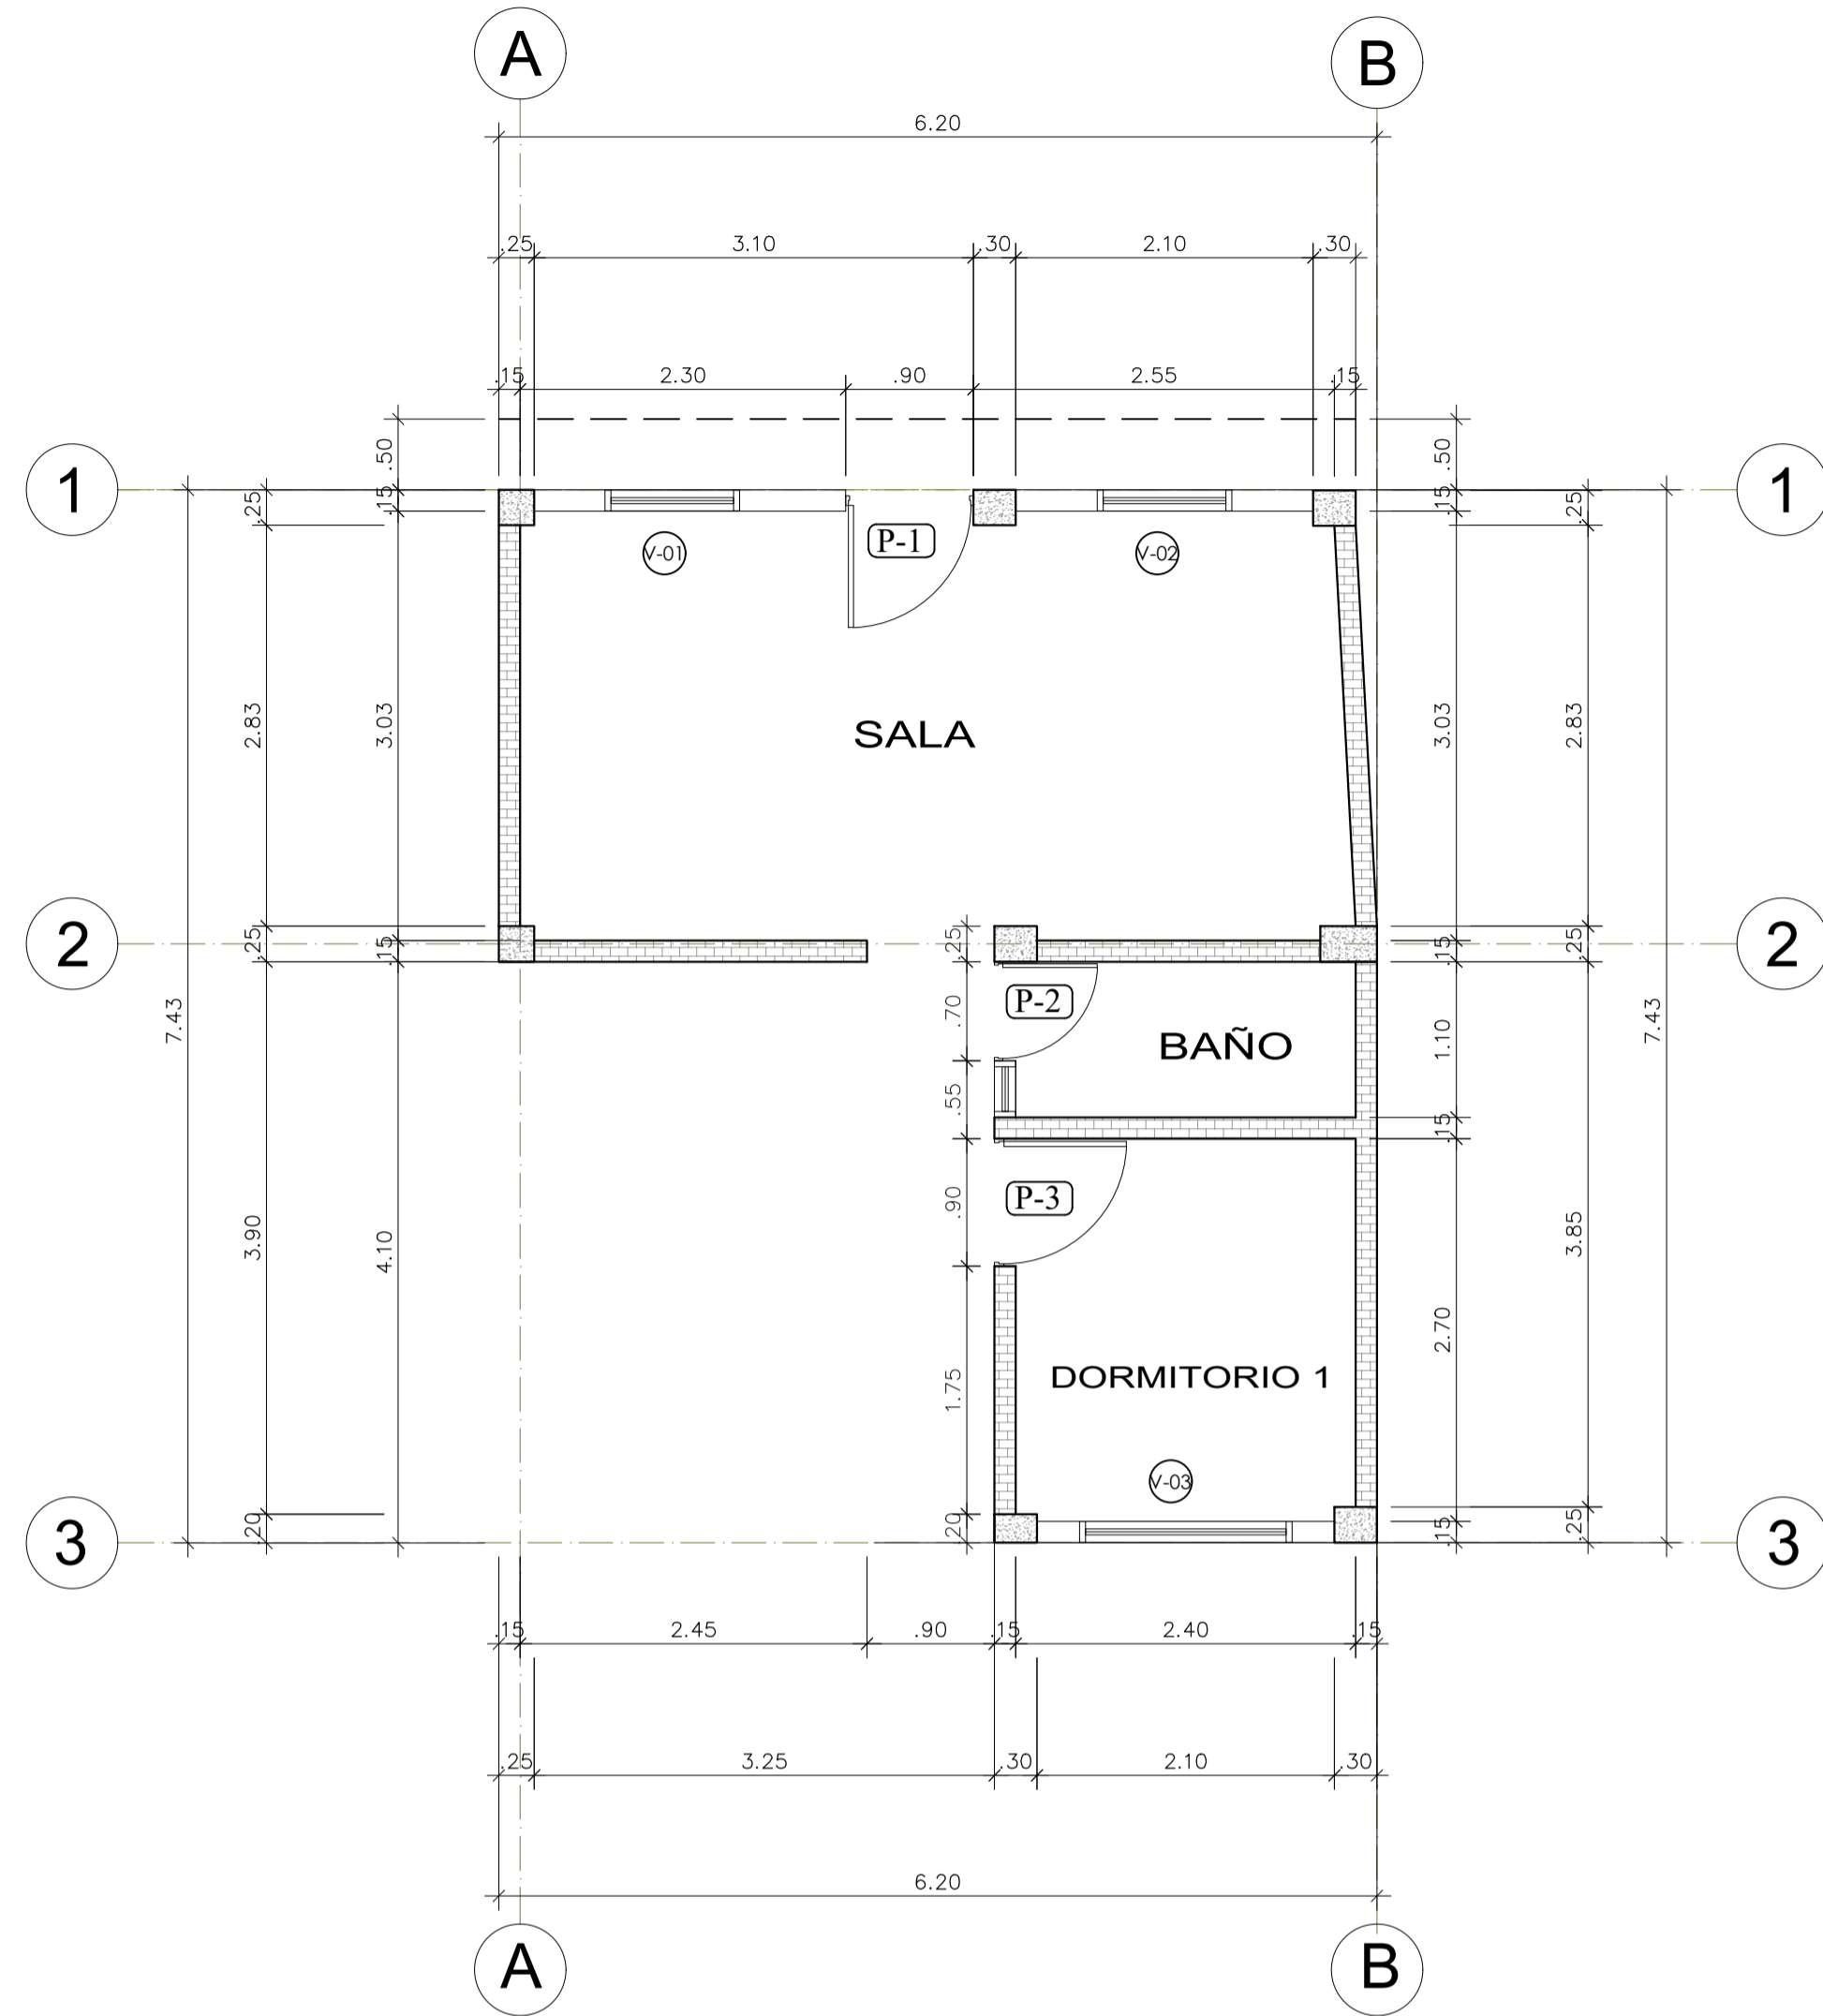 A B
6.20
.25 3.10 .30 2.10 .30
.15 2.30 .90 2.55 .15
.50 .50
1 1
.25 .15 .15 .25
V-01 P-1 V-02
2.83 3.03 SALA 3.03 2.83
2 2
.25 .15 .25 .15 .25
7.43 .70 P-2 BAÑO 1.10 7.43
.55 .15
3.90 4.10 .90 P-3 3.85
1.75 DORMITORIO 1 2.70
V-03
3 3
.20 .20 .15 .25
.15 2.45 .90 .15 2.40 .15
.25 3.25 .30 2.10 .30
6.20
A B